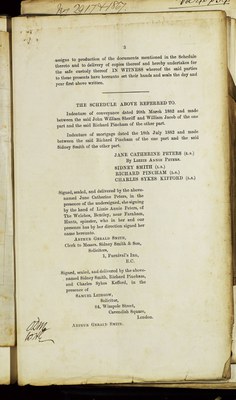 3
assigns to production of the documents mentioned in the Schedule
thereto and to delivery of copies thereof and hereby undertakes for
the safe custody thereof IN WITNESS whereof the said parties
to these presents have hereunto set their hands and seals the day and
year first above written.
THE SCHEDULE ABOVE REFERRED TO.
Indenture of conveyance dated 26th March 1862 and made
between the said John William Sheriff and William Jacob of the one
part and the said Richard Fincham of the other part.
Indenture of mortgage dated the 19th July 1862 and made
between the said Richard Fincham of the one part and the said
Sidney Smith of the other part.
JANE CATHERINE PETERS (L.S.)
By Lizzie Annie Peters.
SIDNEY SMITH (L.S.)
RICHARD FINCHAM (L.S.)
CHARLES SYKES KIFFORD (L.S.)
Signed, sealed, and delivered by the above-
named Jane Catherine Peters, in the
presence of the undersigned, she signing
by the hand of Lizzie Annie Peters, of
The Welches, Bentley, near Farnham,
Hants, spinster, who in her and our
presence has by her direction signed her
name hereunto.
Arthur Gerald Smith,
Clerk to Messrs. Sidney Smith & Son,
Solicitors,
1, Furnival's Inn,
E.C.
Signed, sealed, and delivered by the above-
named Sidney Smith, Richard Fincham,
and Charles Sykes Kifford, in the
presence of
Samuel
Solicitor,
84, Wimpole Street,
Cavendish Square,
London.
Arthur Gerald Smith.